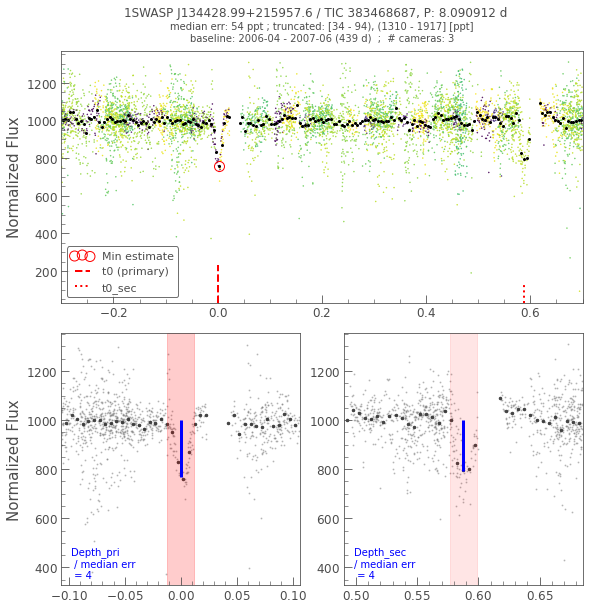 1SWASP J134428.99+215957.6 / TIC 383468687, P: 8.090912 d
median err: 54 ppt ; truncated: [34 - 94), (1310 - 1917] [ppt]
baseline: 2006-04 - 2007-06 (439 d)  ;  # cameras: 3
Normalized Flux
1200
1000
800
600
400
200
Min estimate
t0 (primary)
t0_sec
−0.2
0.0
0.2
0.4
0.6
Normalized Flux
1200
1000
800
600
400
Depth_pri
/ median err
= 4
−0.10
−0.05
0.00
0.05
0.10
1200
1000
800
600
400
Depth_sec
/ median err
= 4
0.50
0.55
0.60
0.65